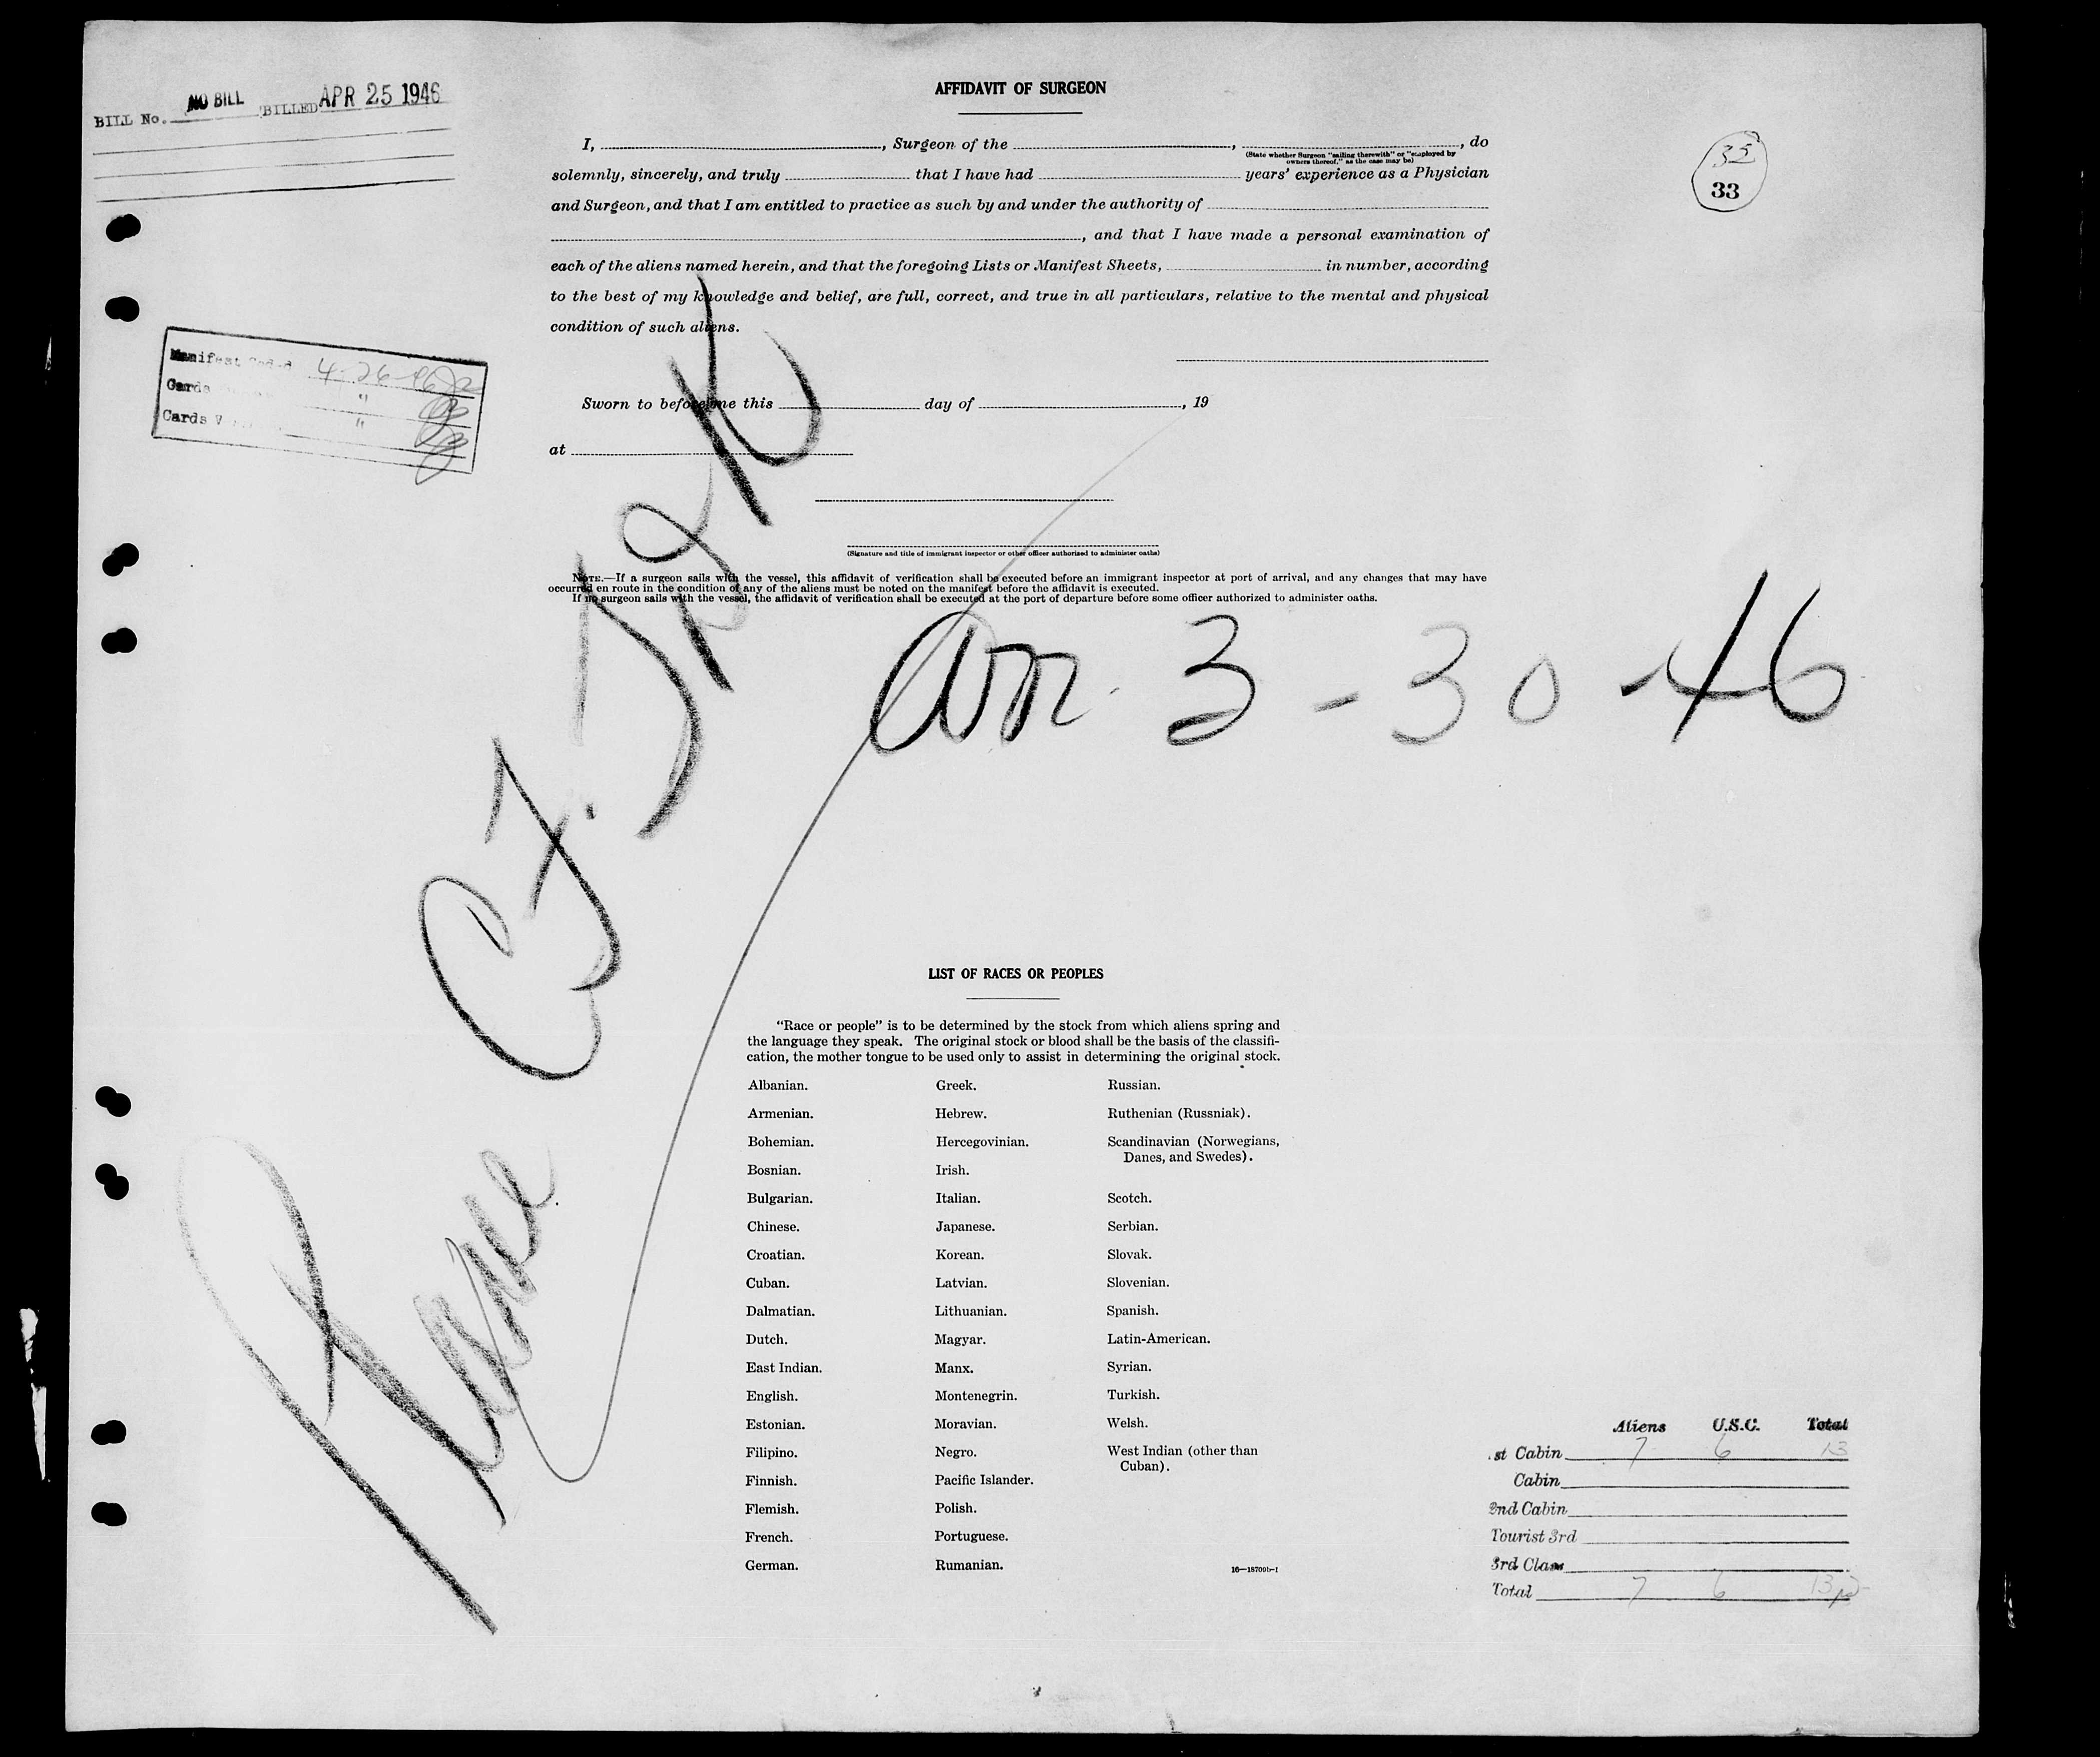 BILL No. NO BILL BILLED APR 25 1946
AFFIDAVIT OF SURGEON
35
33
I, , Surgeon of the , , do
(State whether Surgeon "sailing therewith" or "employed by
owners thereof," as the case may be)
solemnly, sincerely, and truly that I have had years' experience as a Physician
and Surgeon, and that I am entitled to practice as such by and under the authority of
, and that I have made a personal examination of
each of the aliens named herein, and that the foregoing Lists or Manifest Sheets, in number, according
to the best of my knowledge and belief, are full, correct, and true in all particulars, relative to the mental and physical
condition of such aliens.
Manifest 4-26-46
Cards "
Cards V "
Sworn to before me this day of , 19
at
(Signature and title of immigrant inspector or other officer authorized to administer oaths)
NOTE.—If a surgeon sails with the vessel, this affidavit of verification shall be executed before an immigrant inspector at port of arrival, and any changes that may have
occurred en route in the condition of any of the aliens must be noted on the manifest before the affidavit is executed.
If no surgeon sails with the vessel, the affidavit of verification shall be executed at the port of departure before some officer authorized to administer oaths.
Arr. 3-30-46
Plane
LIST OF RACES OR PEOPLES
"Race or people" is to be determined by the stock from which aliens spring and
the language they speak. The original stock or blood shall be the basis of the classifi-
cation, the mother tongue to be used only to assist in determining the original stock.
Albanian. Greek. Russian.
Armenian. Hebrew. Ruthenian (Russniak).
Bohemian. Hercegovinian. Scandinavian (Norwegians,
Danes, and Swedes).
Bosnian. Irish.
Bulgarian. Italian. Scotch.
Chinese. Japanese. Serbian.
Croatian. Korean. Slovak.
Cuban. Latvian. Slovenian.
Dalmatian. Lithuanian. Spanish.
Dutch. Magyar. Latin-American.
East Indian. Manx. Syrian.
English. Montenegrin. Turkish.
Estonian. Moravian. Welsh.
Filipino. Negro. West Indian (other than
Cuban).
Finnish. Pacific Islander.
Flemish. Polish.
French. Portuguese.
German. Rumanian.
16—18709b-1
Aliens U.S.C. Total
st Cabin 7 6 13
Cabin
2nd Cabin
Tourist 3rd
3rd Class
Total 7 6 13